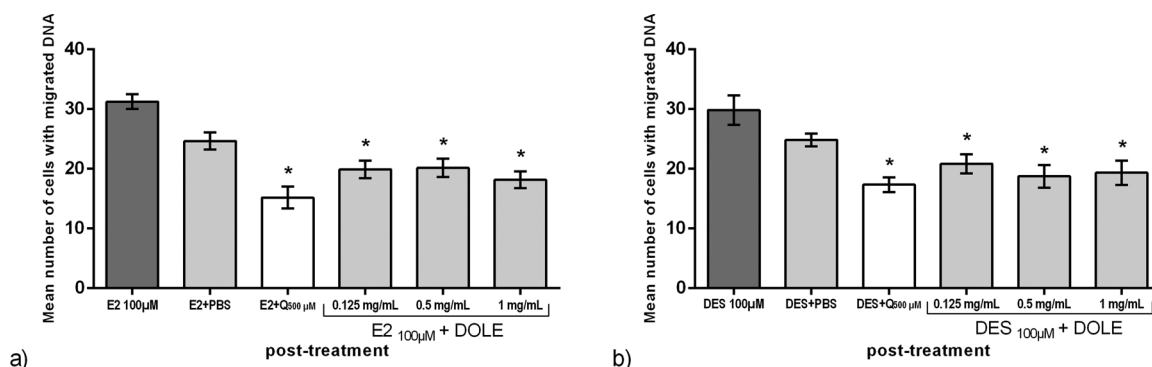 Mean number of cells with migrated DNA
40
30
20
10
0
*
*
*
*
E2 100µM
E2+PBS
E2+Q500 µM
0.125 mg/mL
0.5 mg/mL
1 mg/mL
E2 100µM + DOLE
post-treatment
a)
Mean number of cells with migrated DNA
40
30
20
10
0
*
*
*
*
DES 100µM
DES+PBS
DES+Q500 µM
0.125 mg/mL
0.5 mg/mL
1 mg/mL
DES 100µM + DOLE
post-treatment
b)